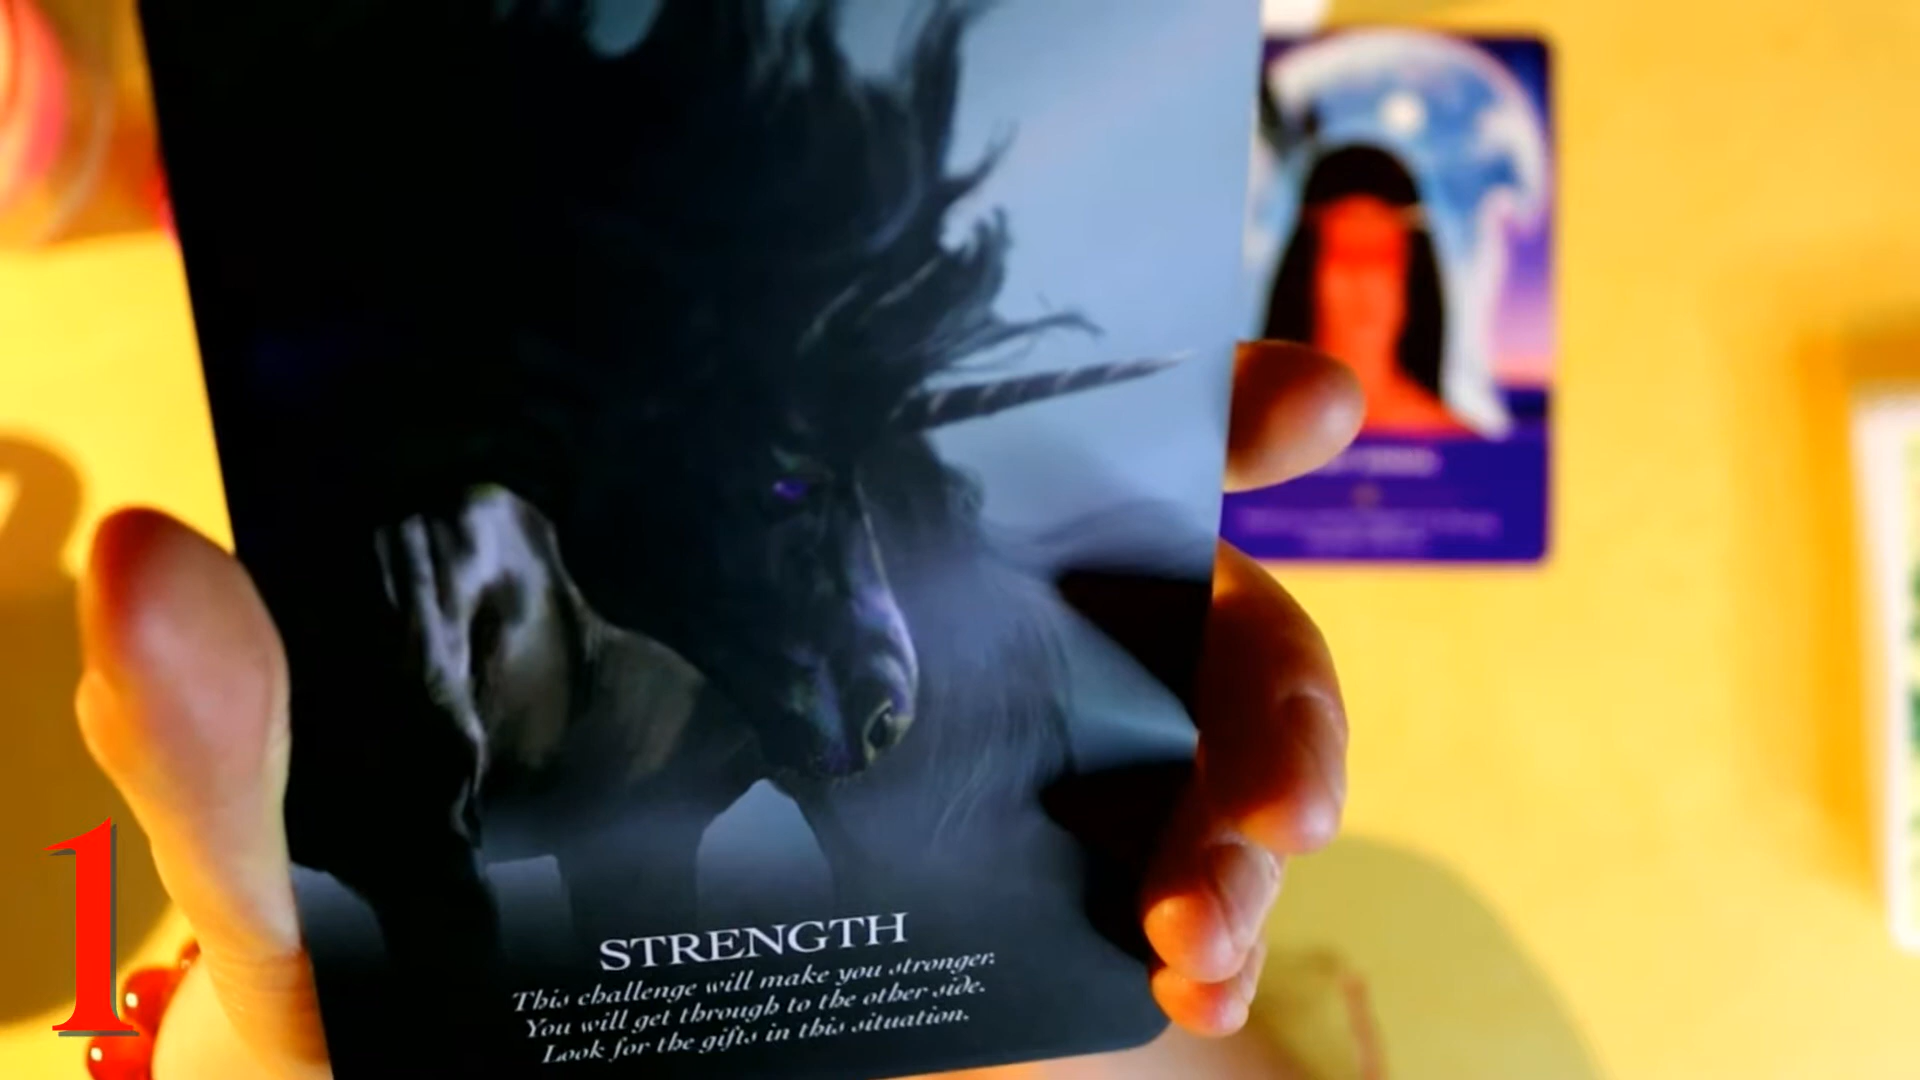 STRENGTH
This challenge will make you stronger.
You will get through to the other side.
Look for the gifts in this situation.
1